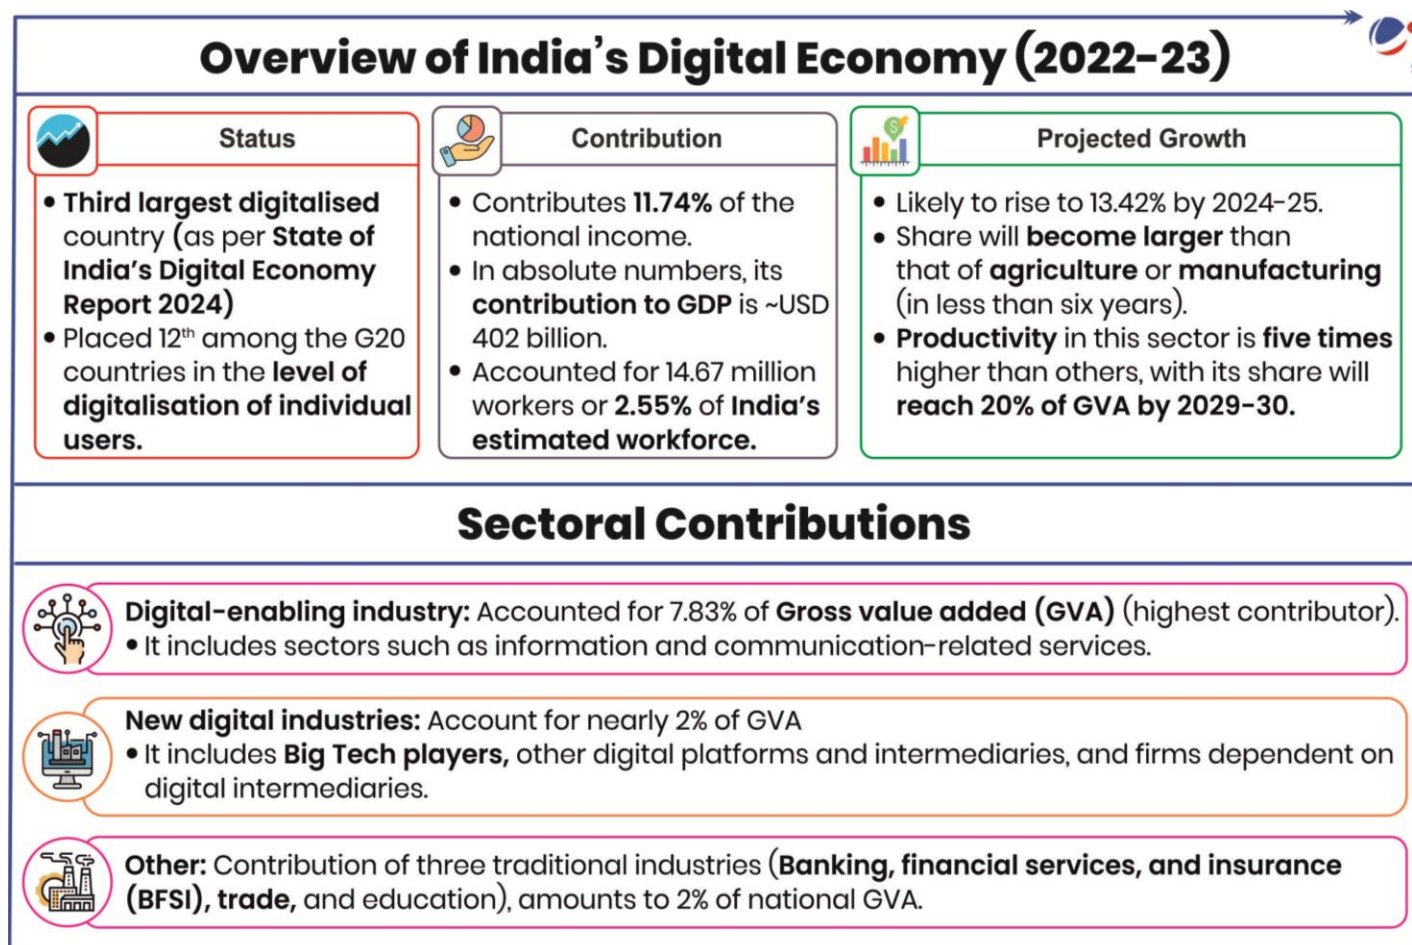 Overview of India’s Digital Economy (2022-23)
Status
• Third largest digitalised
country (as per State of
India’s Digital Economy
Report 2024)
• Placed 12th among the G20
countries in the level of
digitalisation of individual
users.
Contribution
• Contributes 11.74% of the
national income.
• In absolute numbers, its
contribution to GDP is ~USD
402 billion.
• Accounted for 14.67 million
workers or 2.55% of India’s
estimated workforce.
Projected Growth
• Likely to rise to 13.42% by 2024-25.
• Share will become larger than
that of agriculture or manufacturing
(in less than six years).
• Productivity in this sector is five times
higher than others, with its share will
reach 20% of GVA by 2029-30.
Sectoral Contributions
Digital-enabling industry: Accounted for 7.83% of Gross value added (GVA) (highest contributor).
• It includes sectors such as information and communication-related services.
New digital industries: Account for nearly 2% of GVA
• It includes Big Tech players, other digital platforms and intermediaries, and firms dependent on
digital intermediaries.
Other: Contribution of three traditional industries (Banking, financial services, and insurance
(BFSI), trade, and education), amounts to 2% of national GVA.